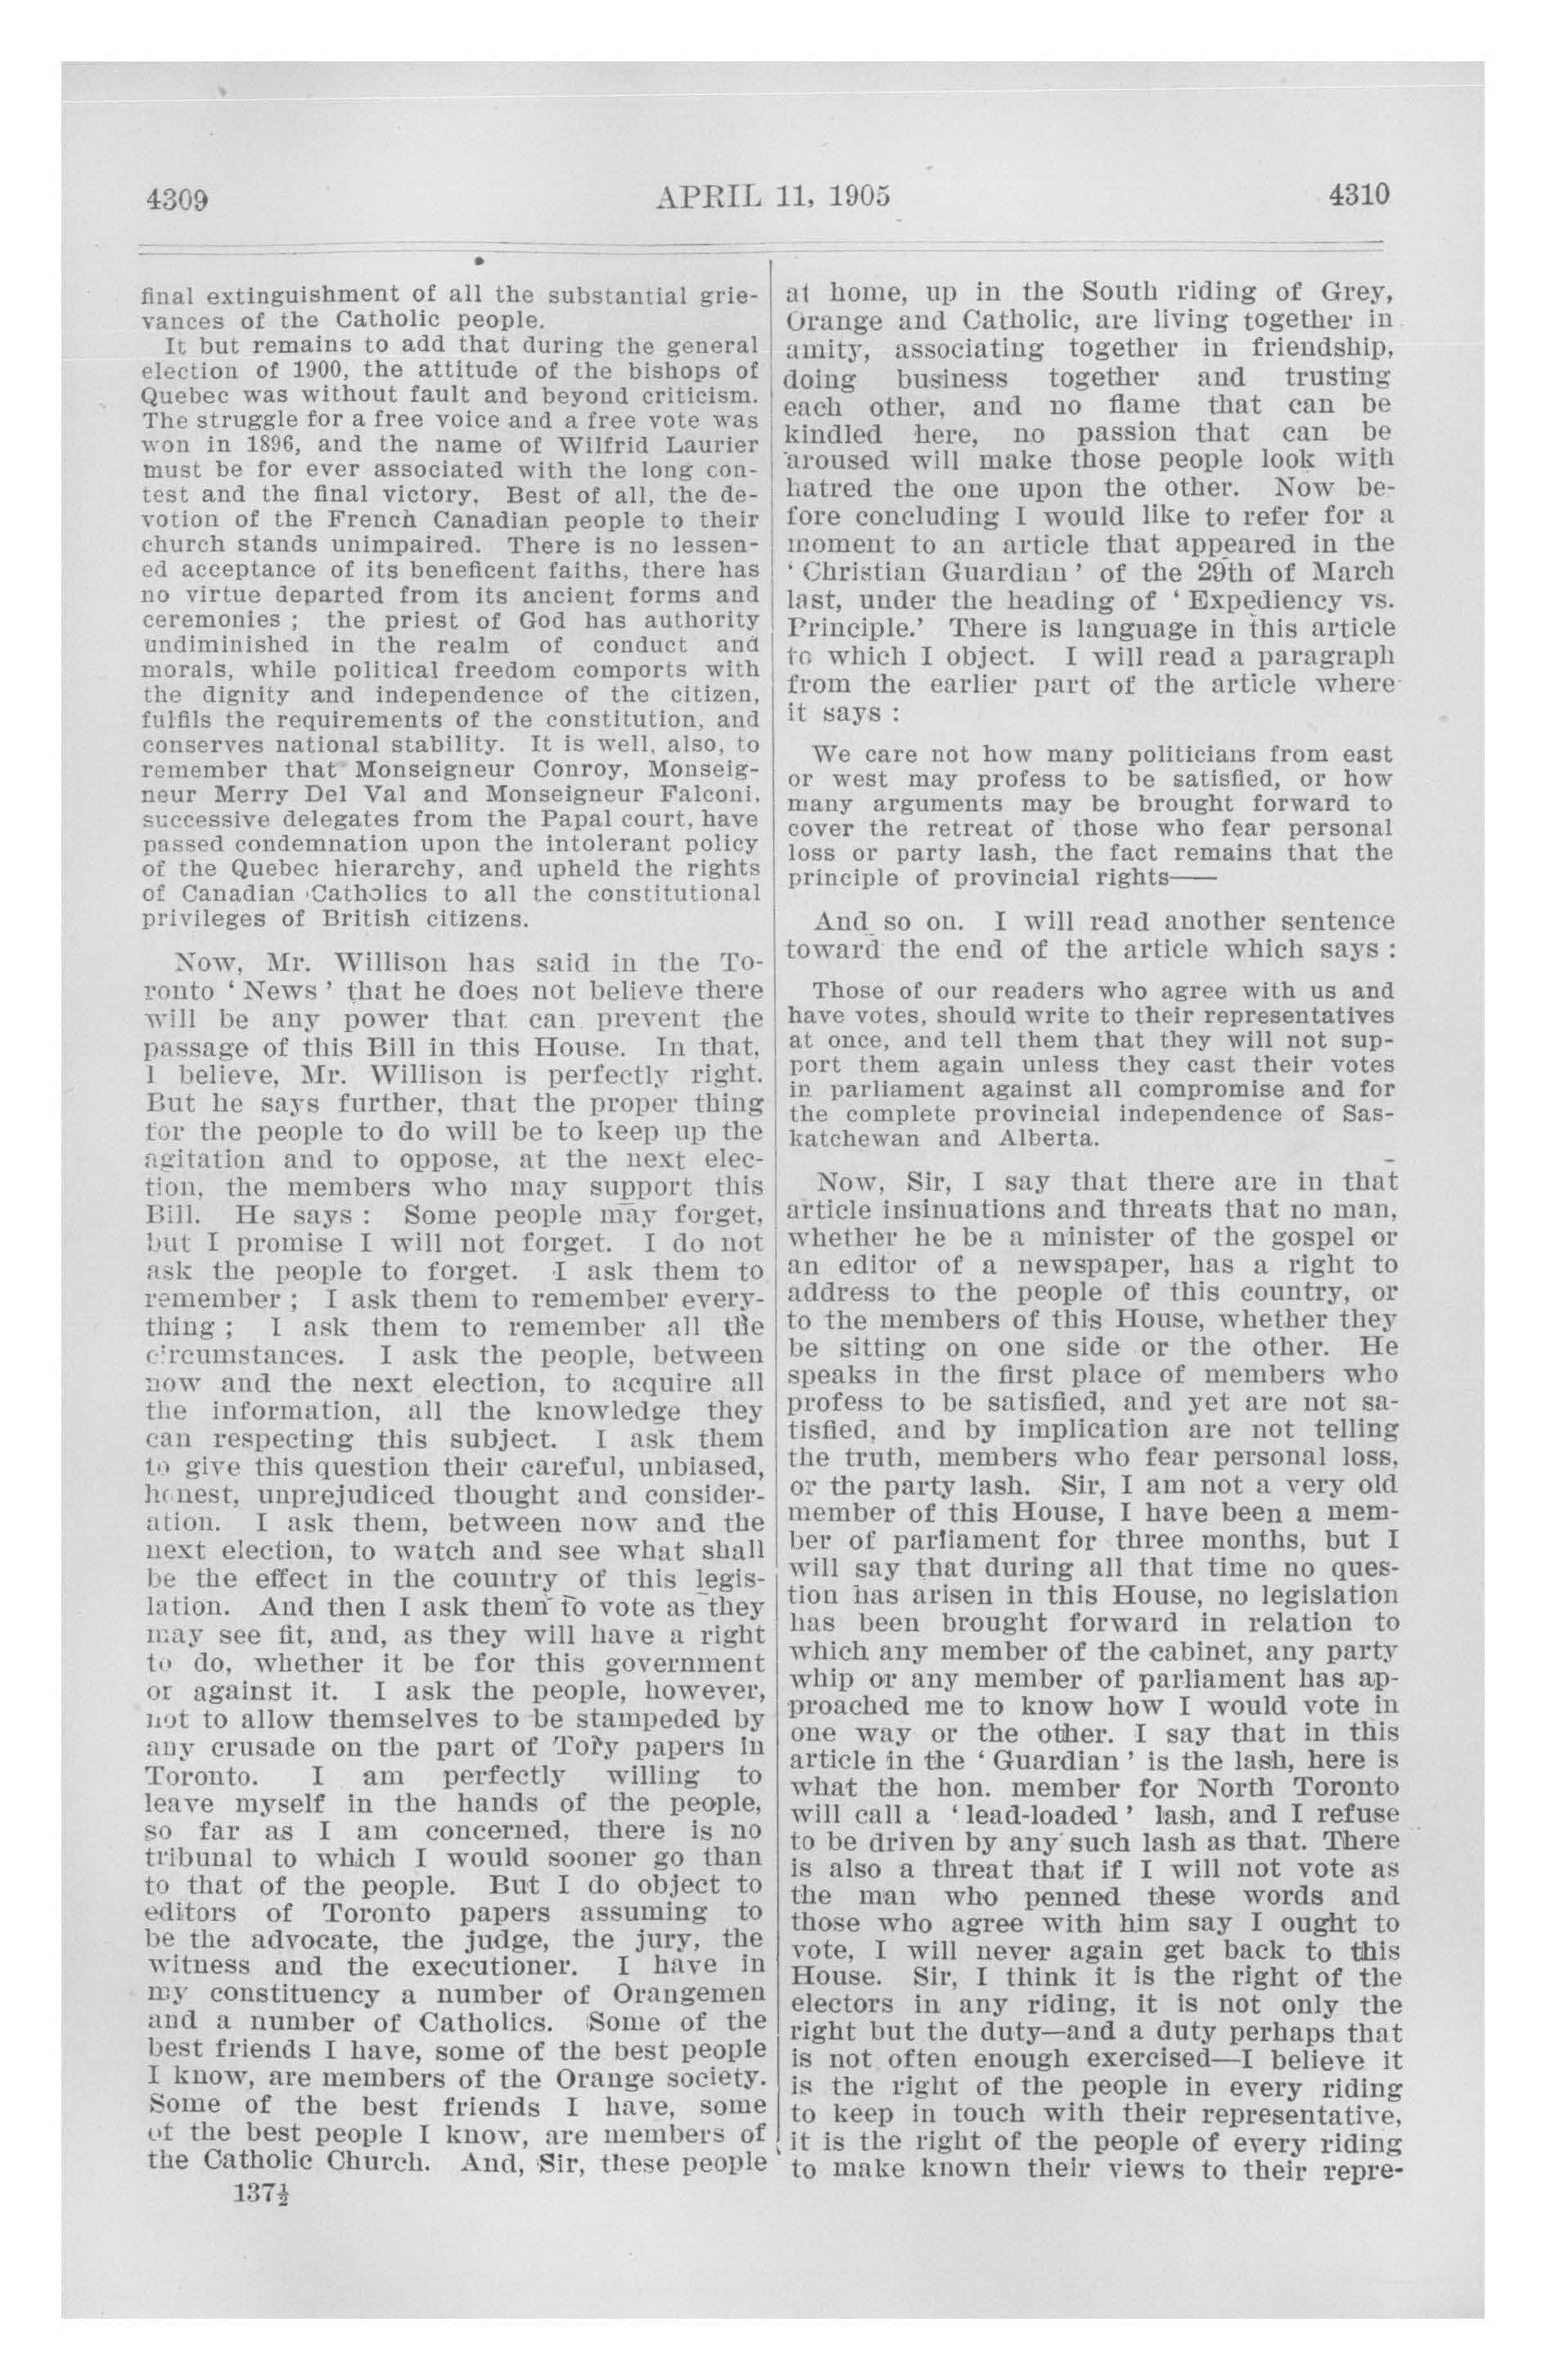 4309
APRIL 11, 1905
4310
final extinguishment of all the substantial grie-
vances of the Catholic people.
It but remains to add that during the general
election of 1900, the attitude of the bishops of
Quebec was without fault and beyond criticism.
The struggle for a free voice and a free vote was
won in 1896, and the name of Wilfrid Laurier
must be for ever associated with the long con-
test and the final victory. Best of all, the de-
votion of the French Canadian people to their
church stands unimpaired. There is no lessen-
ed acceptance of its beneficent faiths, there has
no virtue departed from its ancient forms and
ceremonies ; the priest of God has authority
undiminished in the realm of conduct and
morals, while political freedom comports with
the dignity and independence of the citizen,
fulfils the requirements of the constitution, and
conserves national stability. It is well, also, to
remember that Monseigneur Conroy, Monseig-
neur Merry Del Val and Monseigneur Falconi,
successive delegates from the Papal court, have
passed condemnation upon the intolerant policy
of the Quebec hierarchy, and upheld the rights
of Canadian Catholics to all the constitutional
privileges of British citizens.
Now, Mr. Willison has said in the To-
ronto ‘ News ’ that he does not believe there
will be any power that can prevent the
passage of this Bill in this House. In that,
I believe, Mr. Willison is perfectly right.
But he says further, that the proper thing
for the people to do will be to keep up the
agitation and to oppose, at the next elec-
tion, the members who may support this
Bill. He says : Some people may forget,
but I promise I will not forget. I do not
ask the people to forget. I ask them to
remember ; I ask them to remember every-
thing ; I ask them to remember all the
circumstances. I ask the people, between
now and the next election, to acquire all
the information, all the knowledge they
can respecting this subject. I ask them
to give this question their careful, unbiased,
honest, unprejudiced thought and consider-
ation. I ask them, between now and the
next election, to watch and see what shall
be the effect in the country of this legis-
lation. And then I ask them to vote as they
may see fit, and, as they will have a right
to do, whether it be for this government
or against it. I ask the people, however,
not to allow themselves to be stampeded by
any crusade on the part of Tory papers in
Toronto. I am perfectly willing to
leave myself in the hands of the people,
so far as I am concerned, there is no
tribunal to which I would sooner go than
to that of the people. But I do object to
editors of Toronto papers assuming to
be the advocate, the judge, the jury, the
witness and the executioner. I have in
my constituency a number of Orangemen
and a number of Catholics. Some of the
best friends I have, some of the best people
I know, are members of the Orange society.
Some of the best friends I have, some
of the best people I know, are members of
the Catholic Church. And, Sir, these people
137½
at home, up in the South riding of Grey,
Orange and Catholic, are living together in
amity, associating together in friendship,
doing business together and trusting
each other, and no flame that can be
kindled here, no passion that can be
aroused will make those people look with
hatred the one upon the other. Now be-
fore concluding I would like to refer for a
moment to an article that appeared in the
‘ Christian Guardian ’ of the 29th of March
last, under the heading of ‘ Expediency vs.
Principle.’ There is language in this article
to which I object. I will read a paragraph
from the earlier part of the article where
it says :
We care not how many politicians from east
or west may profess to be satisfied, or how
many arguments may be brought forward to
cover the retreat of those who fear personal
loss or party lash, the fact remains that the
principle of provincial rights——
And so on. I will read another sentence
toward the end of the article which says :
Those of our readers who agree with us and
have votes, should write to their representatives
at once, and tell them that they will not sup-
port them again unless they cast their votes
in parliament against all compromise and for
the complete provincial independence of Sas-
katchewan and Alberta.
Now, Sir, I say that there are in that
article insinuations and threats that no man,
whether he be a minister of the gospel or
an editor of a newspaper, has a right to
address to the people of this country, or
to the members of this House, whether they
be sitting on one side or the other. He
speaks in the first place of members who
profess to be satisfied, and yet are not sa-
tisfied, and by implication are not telling
the truth, members who fear personal loss,
or the party lash. Sir, I am not a very old
member of this House, I have been a mem-
ber of parliament for three months, but I
will say that during all that time no ques-
tion has arisen in this House, no legislation
has been brought forward in relation to
which any member of the cabinet, any party
whip or any member of parliament has ap-
proached me to know how I would vote in
one way or the other. I say that in this
article in the ‘ Guardian ’ is the lash, here is
what the hon. member for North Toronto
will call a ‘ lead-loaded ’ lash, and I refuse
to be driven by any such lash as that. There
is also a threat that if I will not vote as
the man who penned these words and
those who agree with him say I ought to
vote, I will never again get back to this
House. Sir, I think it is the right of the
electors in any riding, it is not only the
right but the duty—and a duty perhaps that
is not often enough exercised—I believe it
is the right of the people in every riding
to keep in touch with their representative,
it is the right of the people of every riding
to make known their views to their repre-